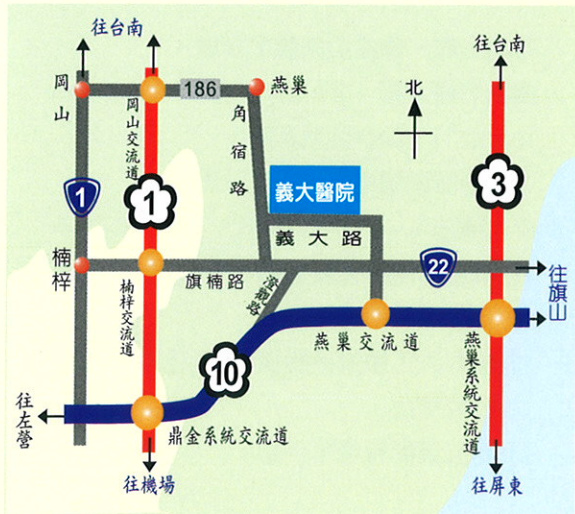 往台南
往台南
岡山
186
燕巢
北
岡山交流道
角宿路
義大醫院
1
1
3
義大路
楠梓
22
旗楠路
澄觀路
往旗山
楠梓交流道
燕巢交流道
燕巢系統交流道
10
往左營
鼎金系統交流道
往機場
往屏東